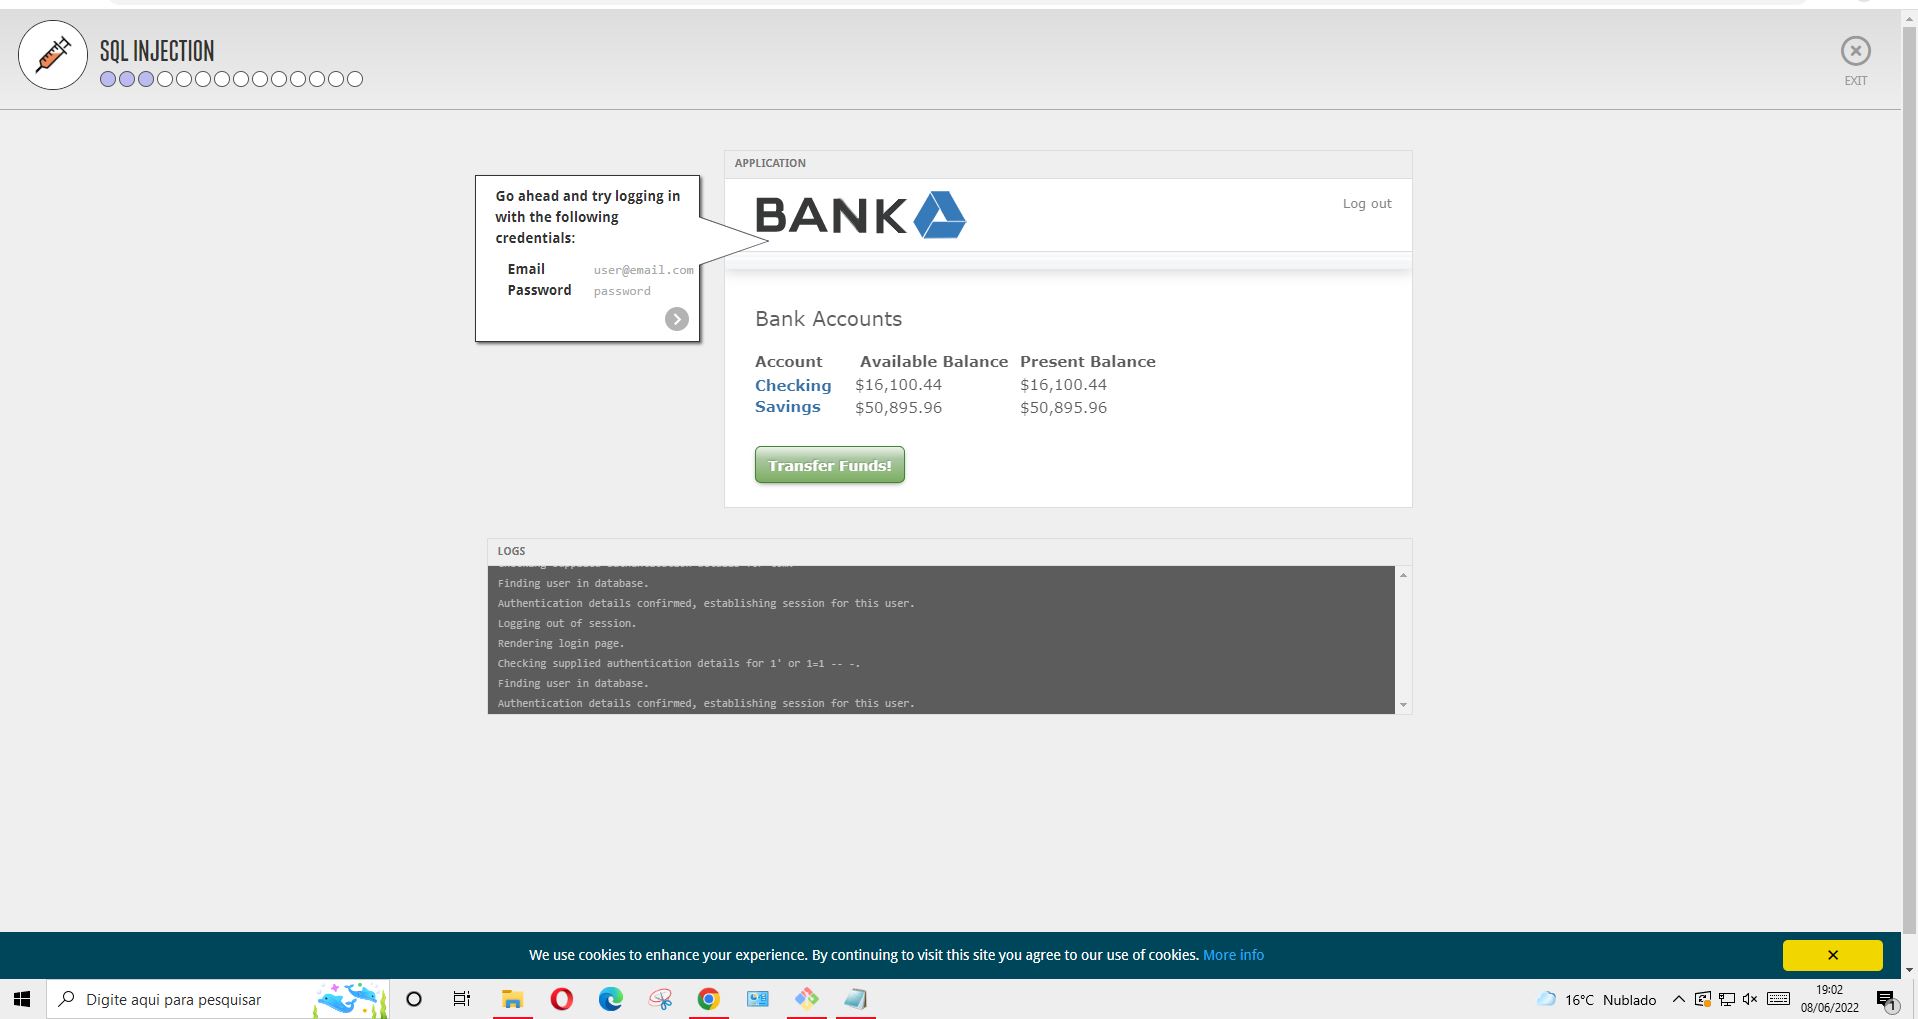 SQL INJECTION
EXIT
APPLICATION
Go ahead and try logging in
with the following
credentials:
Email user@email.com
Password password
BANK
Log out
Bank Accounts
Account Available Balance Present Balance
Checking $16,100.44 $16,100.44
Savings $50,895.96 $50,895.96
Transfer Funds!
LOGS
Finding user in database.
Authentication details confirmed, establishing session for this user.
Logging out of session.
Rendering login page.
Checking supplied authentication details for 1' or 1=1 -- -.
Finding user in database.
Authentication details confirmed, establishing session for this user.
We use cookies to enhance your experience. By continuing to visit this site you agree to our use of cookies. More info
Digite aqui para pesquisar
16°C Nublado
19:02
08/06/2022
1